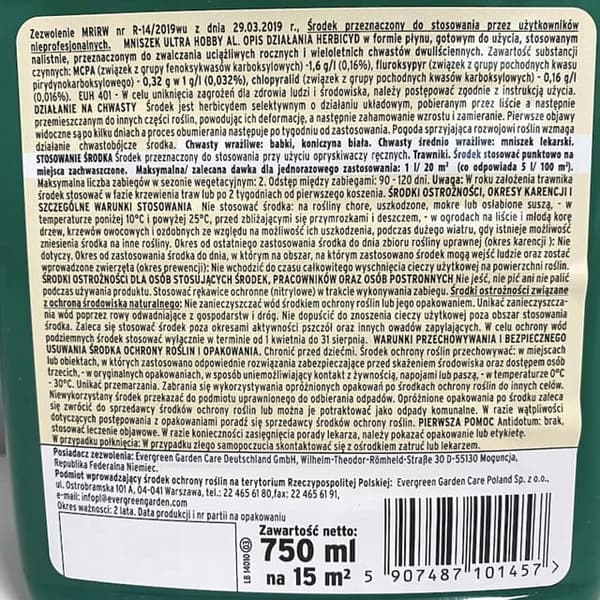 Zezwolenie MRiRW nr R-14/2019wu z dnia 29.03.2019 r., Środek przeznaczony do stosowania przez użytkowników
nieprofesjonalnych. MNISZEK ULTRA HOBBY AL. OPIS DZIAŁANIA HERBICYD w formie płynu, gotowym do użycia, stosowanym
nalistnie, przeznaczonym do zwalczania uciążliwych rocznych i wieloletnich chwastów dwuliściennych. Zawartość substancji
czynnych: MCPA (związek z grupy fenoksykwasów karboksylowych) -1,6 g/l (0,16%), fluroksypyr (związek z grupy pochodnych kwasu
pirydynokarboksylowego) - 0,32 g w 1 g/l (0,032%), chlopyralid (związek z grupy pochodnych kwasów karboksylowych) - 0,16 g/l
(0,016%). EUH 401 - W celu uniknięcia zagrożeń dla zdrowia ludzi i środowiska, należy postępować zgodnie z instrukcją użycia.
DZIAŁANIE NA CHWASTY Środek jest herbicydem selektywnym o działaniu układowym, pobieranym przez liście a następnie
przemieszczanym do innych części roślin, powodując ich deformację, a następnie zahamowanie wzrostu i zamieranie. Pierwsze objawy
widoczne są po kilku dniach a proces obumierania następuje po tygodniu od zastosowania. Pogoda sprzyjająca rozwojowi roślin wzmaga
działanie chwastobójcze środka. Chwasty wrażliwe: babki, koniczyna biała. Chwasty średnio wrażliwe: mniszek lekarski.
STOSOWANIE ŚRODKA Środek przeznaczony do stosowania przy użyciu opryskiwaczy ręcznych. Trawniki. Środek stosować punktowo na
miejsca zachwaszczone. Maksymalna/ zalecana dawka dla jednorazowego zastosowania: 1 l/ 20 m² (co odpowiada 5 l/ 100 m²).
Maksymalna liczba zabiegów w sezonie wegetacyjnym: 2. Odstęp między zabiegami: 90 - 120 dni. Uwaga: W roku założenia trawnika
środek stosować w fazie krzewienia traw lub po 2 tygodniach od pierwszego koszenia. ŚRODKI OSTROŻNOŚCI, OKRESY KARENCJI I
SZCZEGÓLNE WARUNKI STOSOWANIA. Nie stosować środka: na rośliny chore, uszkodzone, mokre lub osłabione suszą, - w
temperaturze poniżej 10°C i powyżej 25°C, przed zbliżającymi się przymrozkami i deszczem, - w ogrodach na liście i młodą korę
drzew, krzewów owocowych i ozdobnych ze względu na możliwość ich uszkodzenia, podczas dużego wiatru, gdy istnieje możliwość
zniesienia środka na inne rośliny. Okres od ostatniego zastosowania środka do dnia zbioru rośliny uprawnej (okres karencji ): Nie
dotyczy. Okres od zastosowania środka do dnia, w którym na obszar, na którym zastosowano środek mogą wejść ludzie oraz zostać
wprowadzone zwierzęta (okres prewencji): Nie wchodzić do czasu całkowitego wyschnięcia cieczy użytkowej na powierzchni roślin.
ŚRODKI OSTROŻNOŚCI DLA OSÓB STOSUJĄCYCH ŚRODEK, PRACOWNIKÓW ORAZ OSÓB POSTRONNYCH Nie jeść, nie pić ani nie palić
podczas używania produktu. Stosować rękawice ochronne (nitrylowe) w trakcie wykonywania zabiegu. Środki ostrożności związane
z ochroną środowiska naturalnego: Nie zanieczyszczać wód środkiem ochrony roślin lub jego opakowaniem. Unikać zanieczyszcza-
nia wód poprzez rowy odwadniające z gospodarstw i dróg. Nie dopuścić do znoszenia cieczy użytkowej poza obszar stosowania
środka. Zaleca się stosować środek poza okresami aktywności pszczół oraz innych owadów zapylających. W celu ochrony wód
podziemnych środek stosować wyłącznie w terminie od 1 kwietnia do 31 sierpnia. WARUNKI PRZECHOWYWANIA I BEZPIECZNEGO
USUWANIA ŚRODKA OCHRONY ROŚLIN I OPAKOWANIA. Chronić przed dziećmi. Środek ochrony roślin przechowywać: w miejscach
lub obiektach, w których zastosowano odpowiednie rozwiązania zabezpieczające przed skażeniem środowiska oraz dostępem osób
trzecich, - w oryginalnych opakowaniach, w sposób uniemożliwiający kontakt z żywnością, napojami lub paszą, - w temperaturze 0°C
- 30°C. Unikać przemarzania. Zabrania się wykorzystywania opróżnionych opakowań po środkach ochrony roślin do innych celów.
Niewykorzystany środek przekazać do podmiotu uprawnionego do odbierania odpadów. Opróżnione opakowania po środku zaleca
się zwrócić do sprzedawcy środków ochrony roślin lub można je potraktować jako odpady komunalne. W razie wątpliwości
dotyczących postępowania z opakowaniami poradź się sprzedawcy środków ochrony roślin. PIERWSZA POMOC Antidotum: brak,
stosować leczenie objawowe. W razie konieczności zasięgnięcia porady lekarza, należy pokazać opakowanie lub etykietę.
W przypadku połknięcia: W przypadku złego samopoczucia skontaktować się z ośrodkiem zatruć lub lekarzem.
Posiadacz zezwolenia: Evergreen Garden Care Deutschland GmbH, Wilhelm-Theodor-Römheld-Straße 30 D-55130 Moguncja,
Republika Federalna Niemiec.
Podmiot wprowadzający środek ochrony roślin na terytorium Rzeczypospolitej Polskiej: Evergreen Garden Care Poland Sp. z o.o.,
ul. Ostrobramska 101 A, 04-041 Warszawa, tel.: 22 465 61 80, fax: 22 465 61 91,
e-mail: infopl@evergreengarden.com
Okres ważności: 2 lata. Data produkcji i nr partii na opakowaniu
LB 14010 03
Zawartość netto:
750 ml
na 15 m²
5 907487 101457